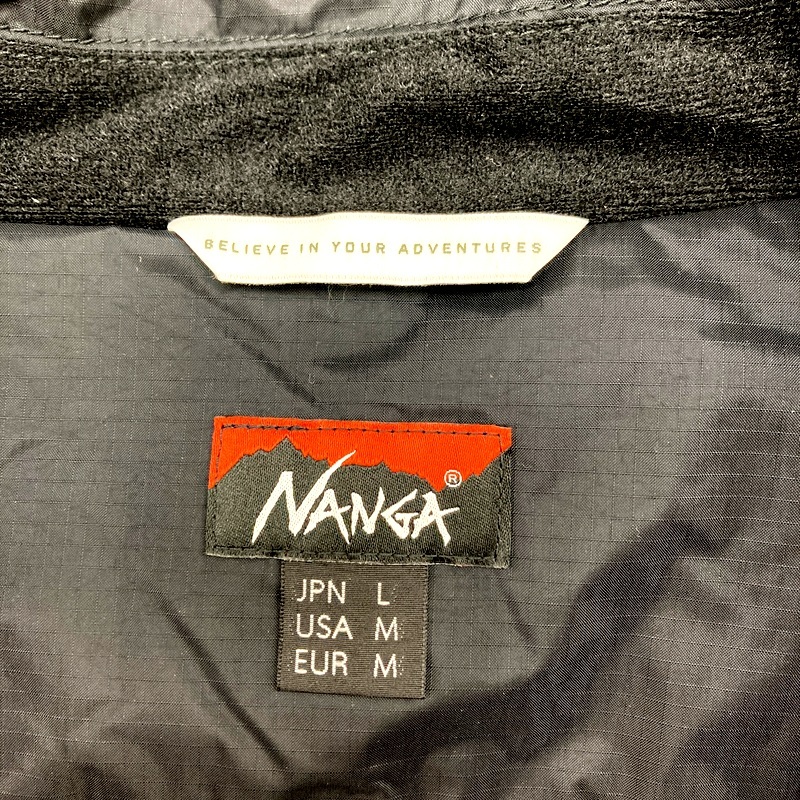 BELIEVE IN YOUR ADVENTURES
NANGA®
JPN L
USA M
EUR M